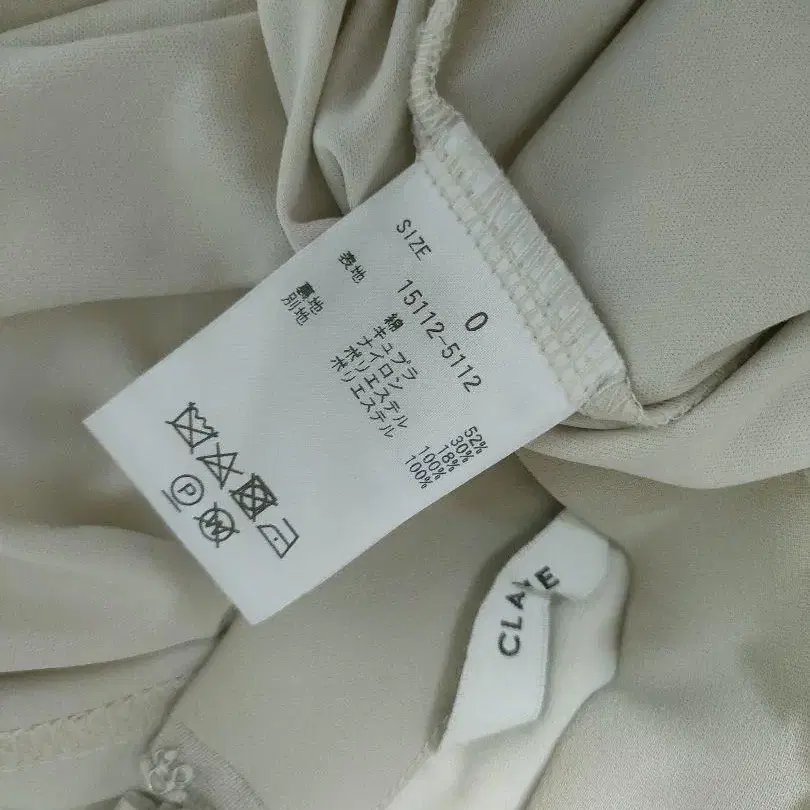 SIZE 0
15112-5112
表地 綿 52%
キュプラ 30%
ナイロン 18%
裏地 ポリエステル 100%
別地 ポリエステル 100%
P
W
CLA
E